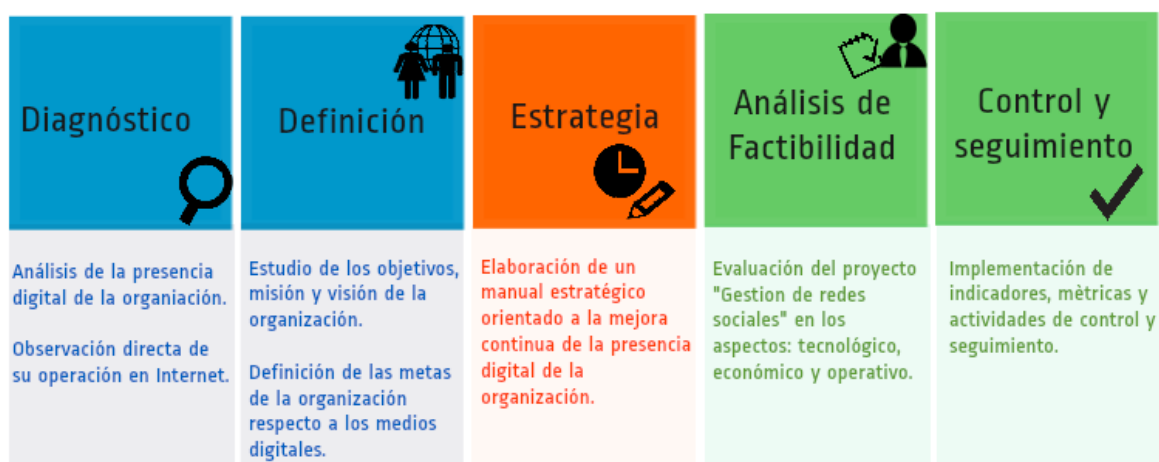 Diagnóstico
Análisis de la presencia
digital de la organiación.
Observación directa de
su operación en Internet.
Definición
Estudio de los objetivos,
misión y visión de la
organización.
Definición de las metas
de la organización
respecto a los medios
digitales.
Estrategia
Elaboración de un
manual estratégico
orientado a la mejora
continua de la presencia
digital de la
organización.
Análisis de
Factibilidad
Evaluación del proyecto
"Gestion de redes
sociales" en los
aspectos: tecnológico,
económico y operativo.
Control y
seguimiento
Implementación de
indicadores, mètricas y
actividades de control y
seguimiento.